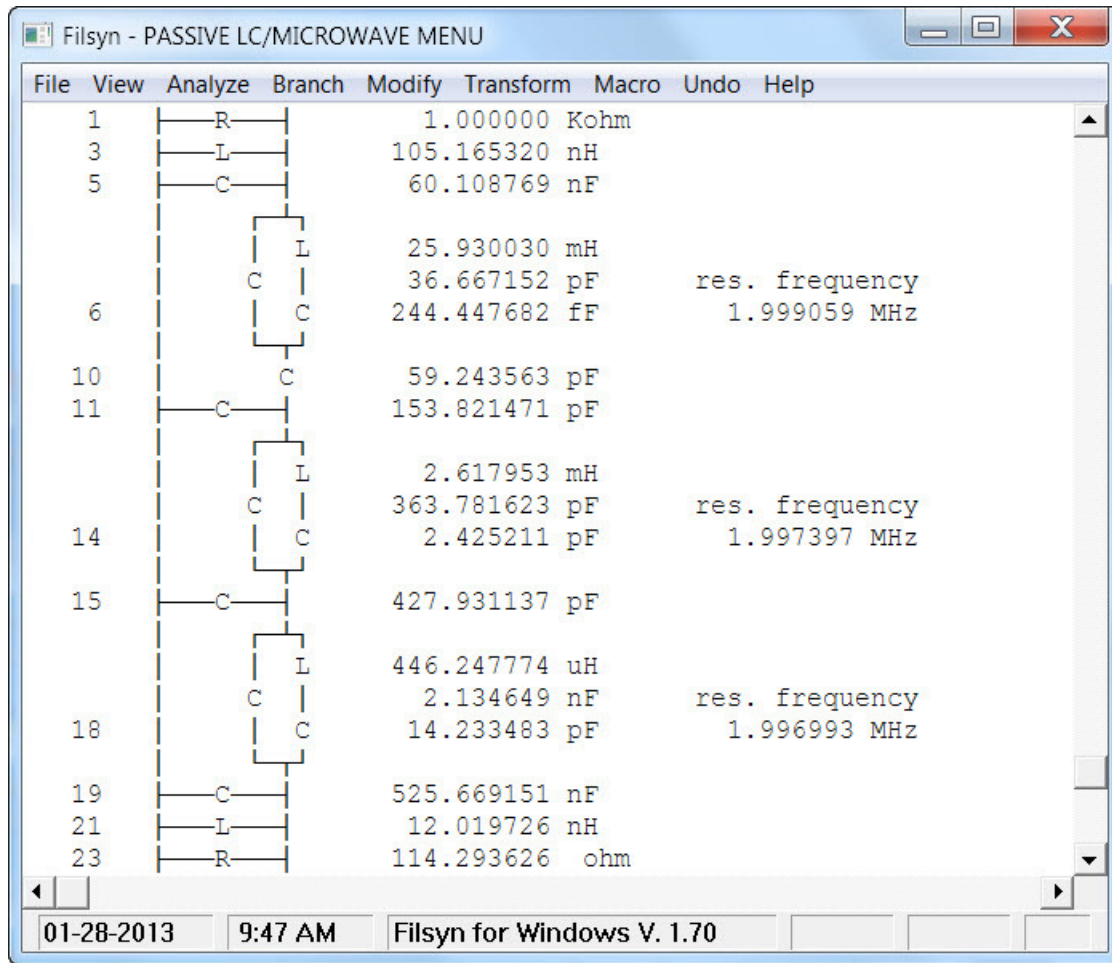 Filsyn - PASSIVE LC/MICROWAVE MENU
File View Analyze Branch Modify Transform Macro Undo Help
1 R 1.000000 Kohm
3 L 105.165320 nH
5 C 60.108769 nF
L 25.930030 mH
C 36.667152 pF res. frequency
6 C 244.447682 fF 1.999059 MHz
10 C 59.243563 pF
11 C 153.821471 pF
L 2.617953 mH
C 363.781623 pF res. frequency
14 C 2.425211 pF 1.997397 MHz
15 C 427.931137 pF
L 446.247774 uH
C 2.134649 nF res. frequency
18 C 14.233483 pF 1.996993 MHz
19 C 525.669151 nF
21 L 12.019726 nH
23 R 114.293626 ohm
01-28-2013 9:47 AM Filsyn for Windows V. 1.70